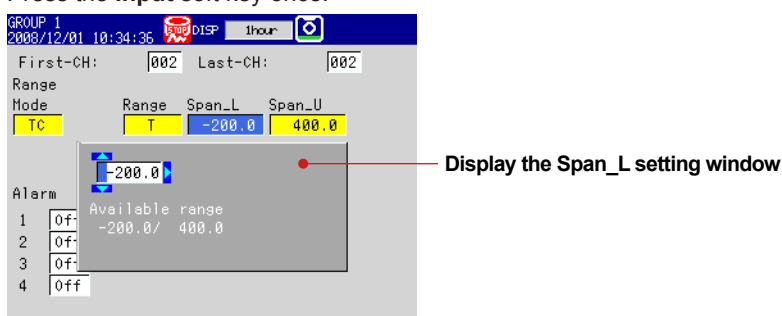 Press the Input soft key once.
GROUP 1
2008/12/01 10:34:36 STOP DISP 1hour
First-CH: 002 Last-CH: 002
Range
Mode Range Span_L Span_U
TC T -200.0 400.0
-200.0
Display the Span_L setting window
Available range
-200.0/ 400.0
Alarm
1 Off
2 Off
3 Off
4 Off